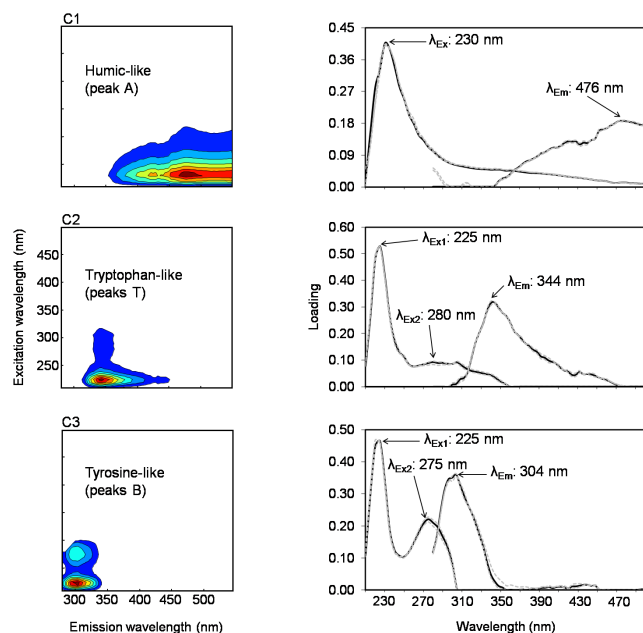 C1
Humic-like
(peak A)
0.45
0.36
0.27
0.18
0.09
0.00
λEx: 230 nm
λEm: 476 nm
C2
Tryptophan-like
(peaks T)
450
400
350
300
250
Excitation wavelength (nm)
0.60
0.50
0.40
0.30
0.20
0.10
0.00
Loading
λEx1: 225 nm
λEx2: 280 nm
λEm: 344 nm
C3
Tyrosine-like
(peaks B)
300 350 400 450 500
Emission wavelength (nm)
0.50
0.40
0.30
0.20
0.10
0.00
λEx1: 225 nm
λEx2: 275 nm
λEm: 304 nm
230 270 310 350 390 430 470
Wavelength (nm)